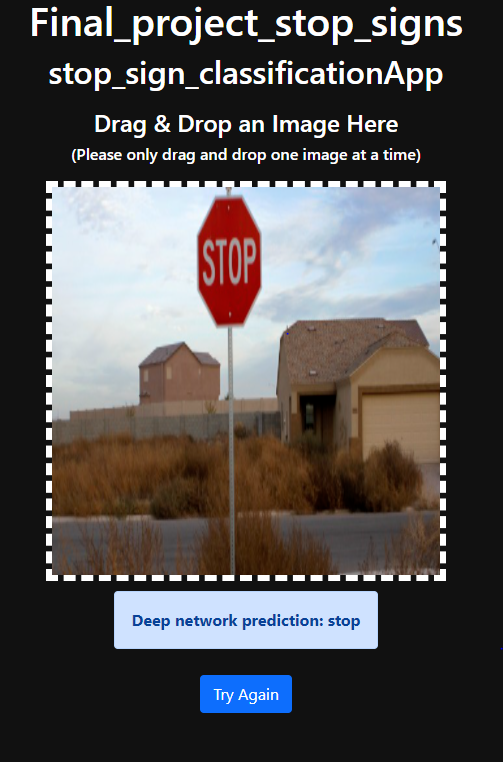 Final_project_stop_signs
stop_sign_classificationApp
Drag & Drop an Image Here
(Please only drag and drop one image at a time)
STOP
Deep network prediction: stop
Try Again